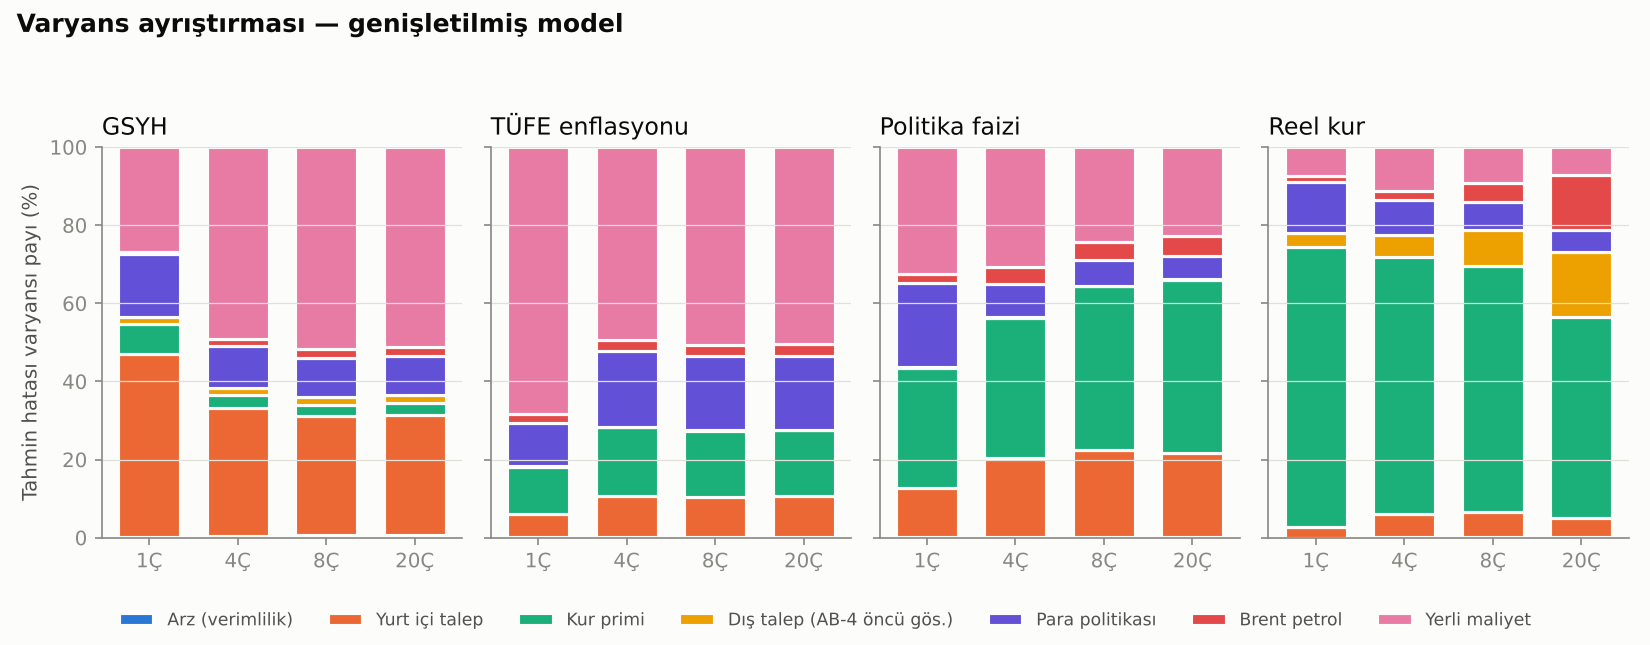 Varyans ayrıştırması — genişletilmiş model
GSYH
TÜFE enflasyonu
Politika faizi
Reel kur
Tahmin hatası varyansı payı (%)
100
80
60
40
20
0
1Ç 4Ç 8Ç 20Ç
1Ç 4Ç 8Ç 20Ç
1Ç 4Ç 8Ç 20Ç
1Ç 4Ç 8Ç 20Ç
Arz (verimlilik) Yurt içi talep Kur primi Dış talep (AB-4 öncü gös.) Para politikası Brent petrol Yerli maliyet